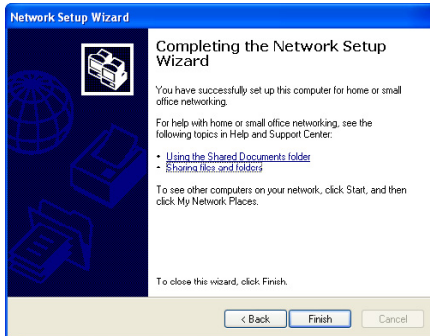 Network Setup Wizard
Completing the Network Setup
Wizard
You have successfully set up this computer for home or small
office networking.
For help with home or small office networking, see the
following topics in Help and Support Center:
• Using the Shared Documents folder
• Sharing files and folders
To see other computers on your network, click Start, and then
click My Network Places.
To close this wizard, click Finish.
< Back Finish Cancel